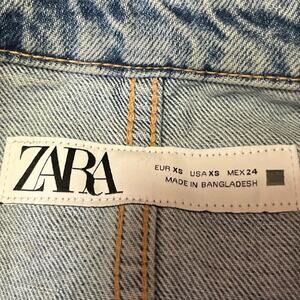 ZARA
EUR XS USA XS MEX 24
MADE IN BANGLADESH